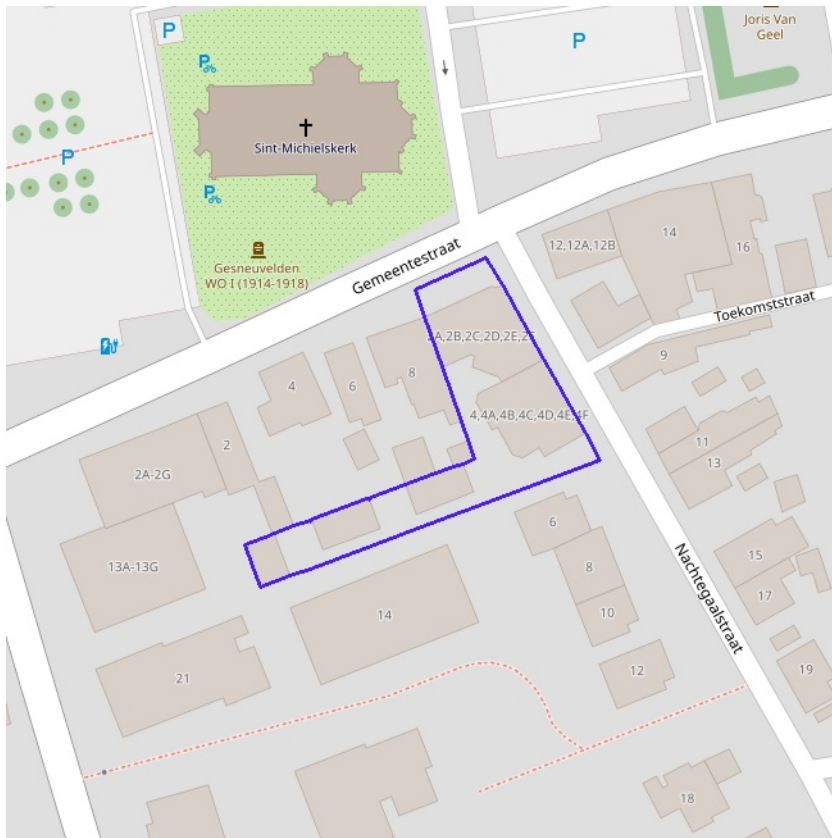 P
P
Joris Van
Geel
P
Sint-Michielskerk
P
P
Gesneuvelden
WO I (1914-1918)
Gemeentestraat
12,12A,12B
14
16
Toekomststraat
2A,2B,2C,2D,2E,2F
9
4
6
8
4,4A,4B,4C,4D,4E,4F
2
2A-2G
11
13
6
13A-13G
8
15
Nachtegaalstraat
14
10
17
12
21
19
18